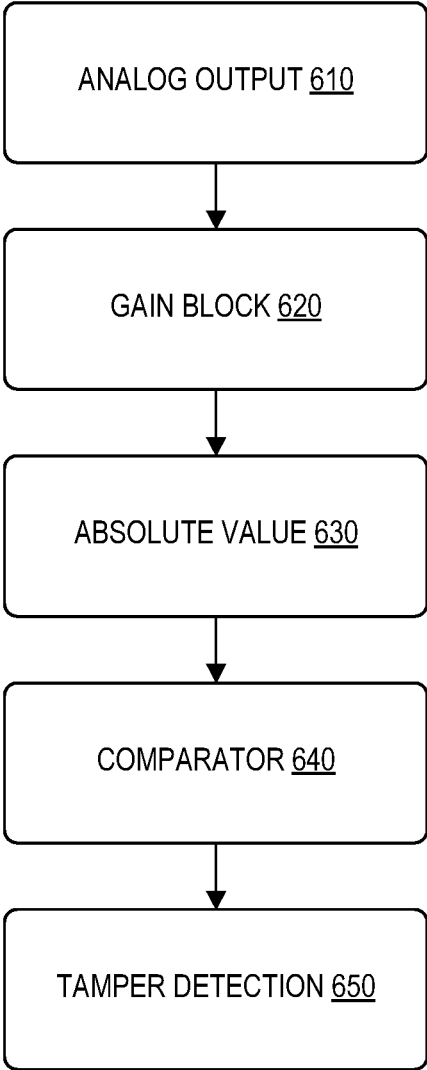 ANALOG OUTPUT 610
GAIN BLOCK 620
ABSOLUTE VALUE 630
COMPARATOR 640
TAMPER DETECTION 650